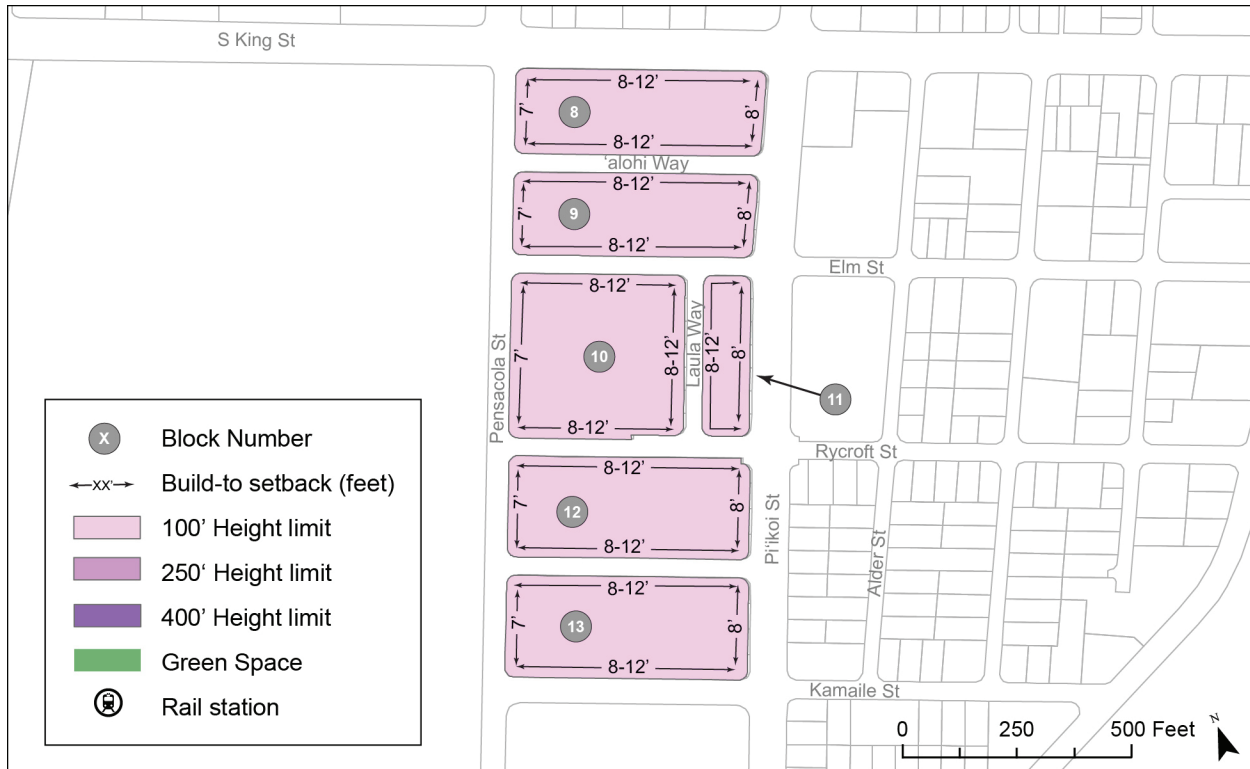 S King St
8-12’
7’
8
8’
8-12’
‘alohi Way
8-12’
7’
9
8’
8-12’
Elm St
8-12’
7’
10
8-12’
8-12’
Laula Way
8-12’
8’
11
Pensacola St
Rycroft St
8-12’
7’
12
8’
8-12’
Pi‘ikoi St
Alder St
8-12’
7’
13
8’
8-12’
Kamaile St
X Block Number
XX’ Build-to setback (feet)
100’ Height limit
250‘ Height limit
400’ Height limit
Green Space
Rail station
0 250 500 Feet
N